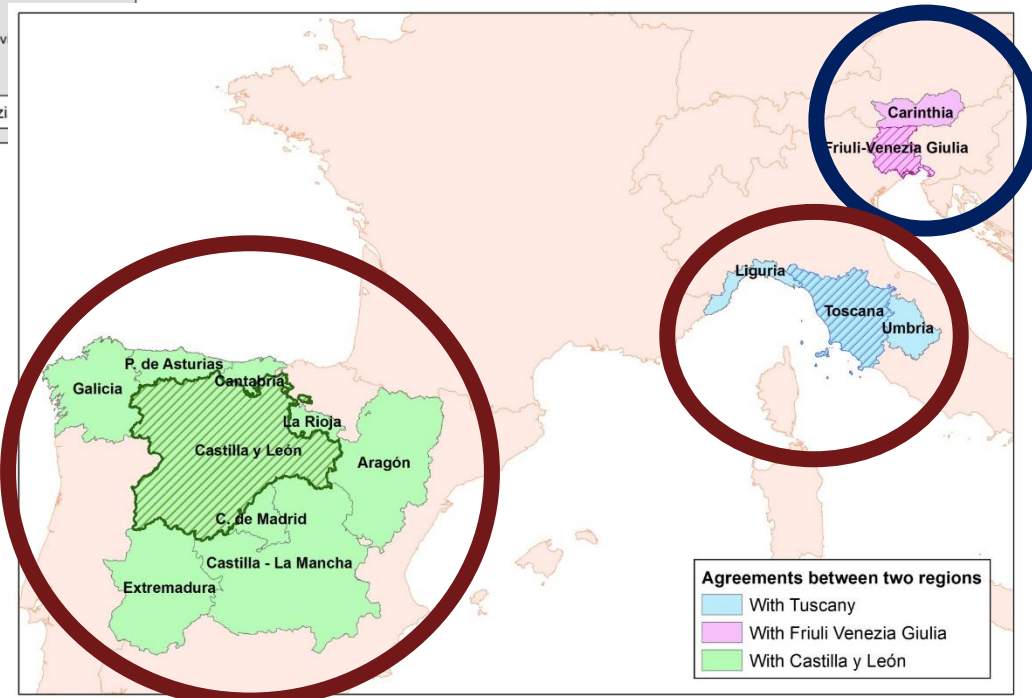 v
zi
Carinthia
Friuli-Venezia Giulia
Liguria
Toscana
Umbria
P. de Asturias
Cantabria
Galicia
La Rioja
Castilla y León
Aragón
C. de Madrid
Castilla - La Mancha
Extremadura
Agreements between two regions
With Tuscany
With Friuli Venezia Giulia
With Castilla y León